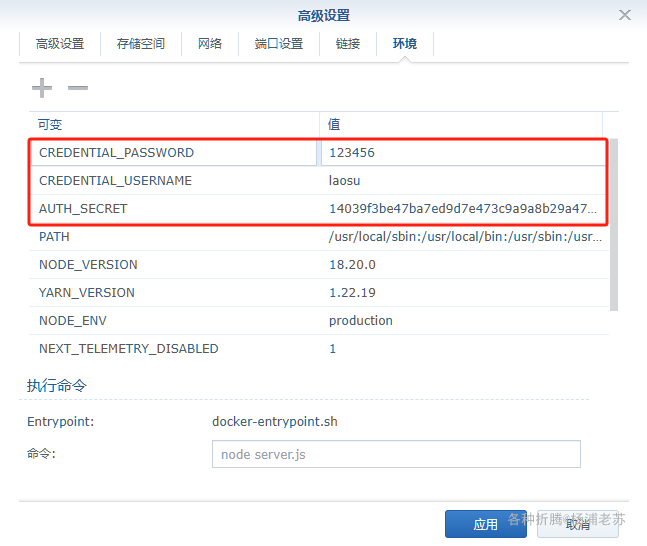 高级设置
高级设置 存储空间 网络 端口设置 链接 环境
可变 值
CREDENTIAL_PASSWORD 123456
CREDENTIAL_USERNAME laosu
AUTH_SECRET 14039f3be47ba7ed9d7e473c9a9a8b29a47...
PATH /usr/local/sbin:/usr/local/bin:/usr/sbin:/usr...
NODE_VERSION 18.20.0
YARN_VERSION 1.22.19
NODE_ENV production
NEXT_TELEMETRY_DISABLED 1
执行命令
Entrypoint: docker-entrypoint.sh
命令: node server.js
应用 取消
各种折腾@杨浦老苏